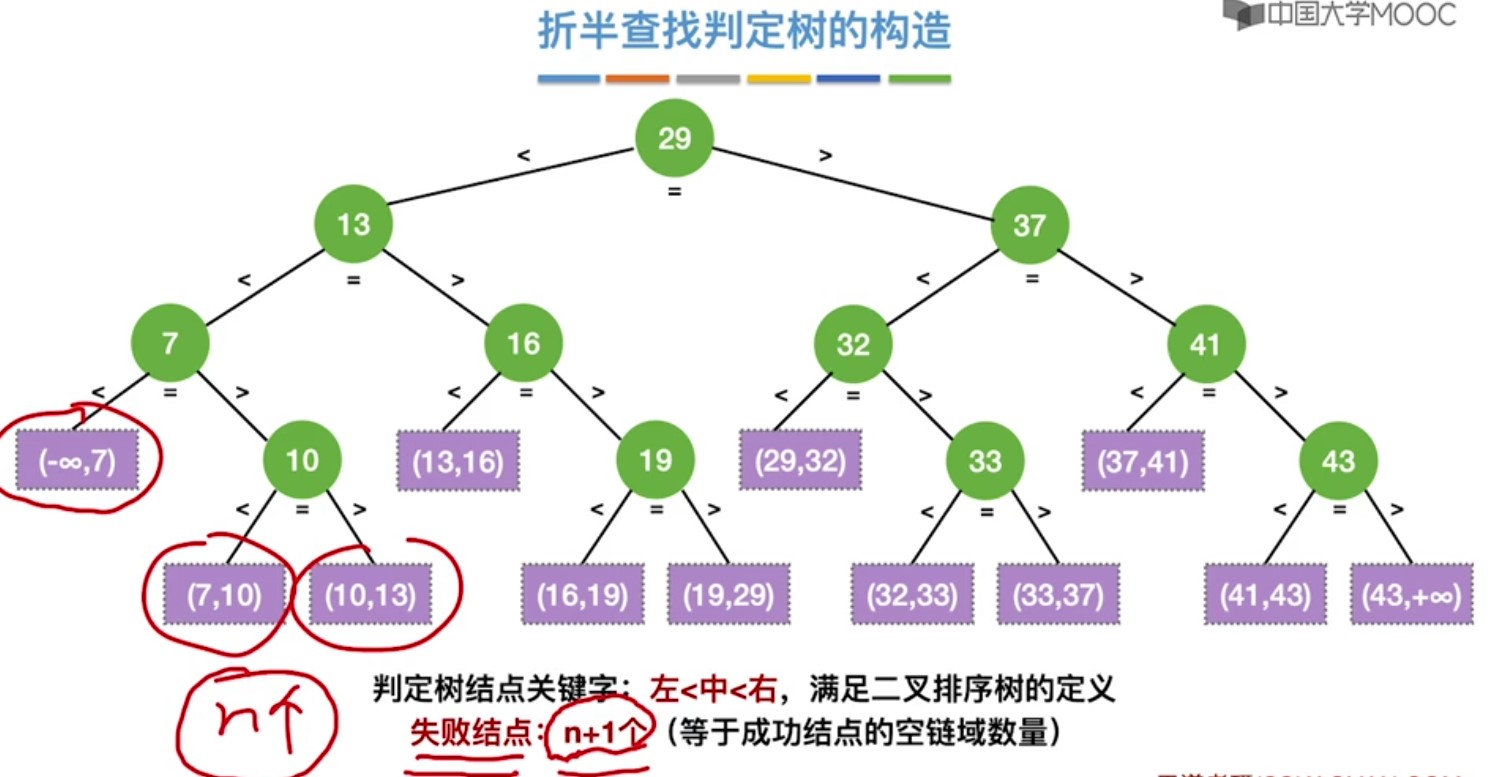 中国大学MOOC
折半查找判定树的构造
29
< = >
13 37
< = > < = >
7 16 32 41
< = > < = > < = > < = >
(-∞,7) 10 (13,16) 19 (29,32) 33 (37,41) 43
< = > < = > < = > < = >
(7,10) (10,13) (16,19) (19,29) (32,33) (33,37) (41,43) (43,+∞)
n个
判定树结点关键字：左<中<右，满足二叉排序树的定义
失败结点：n+1个（等于成功结点的空链域数量）